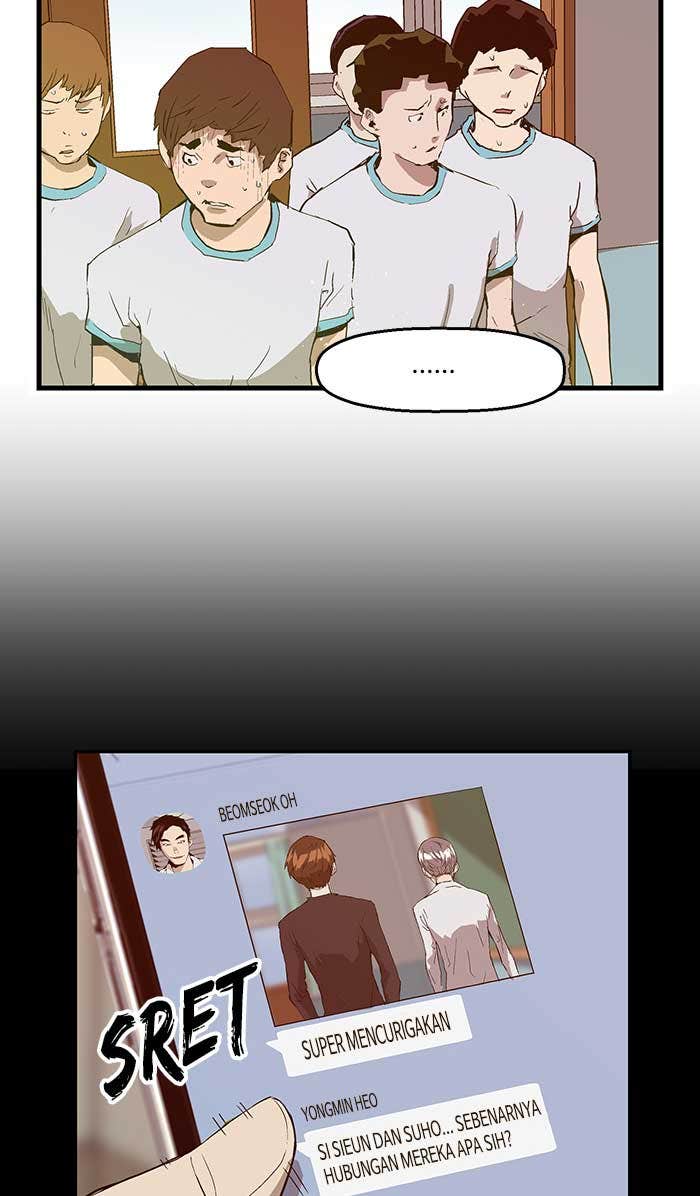 ......
BEOMSEOK OH
SUPER MENCURIGAKAN
SRET
YONGMIN HEO
SI SIEUN DAN SUHO... SEBENARNYA
HUBUNGAN MEREKA APA SIH?